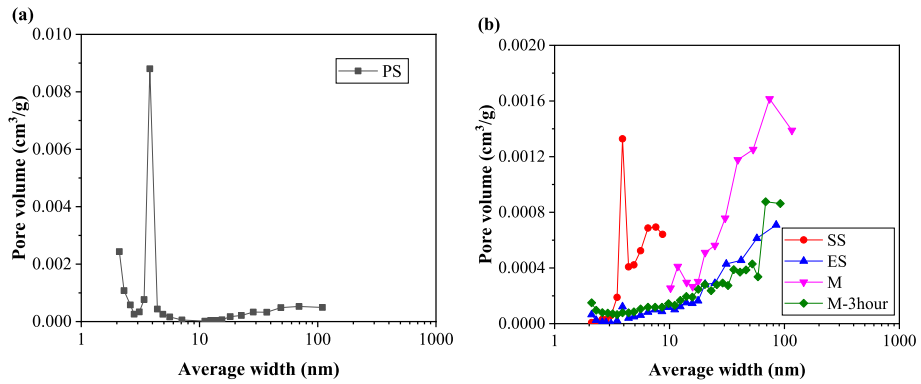 (a)
0.010
0.008
0.006
0.004
0.002
0.000
Pore volume (cm³/g)
PS
1 10 100 1000
Average width (nm)
(b)
0.0020
0.0016
0.0012
0.0008
0.0004
0.0000
Pore volume (cm³/g)
SS
ES
M
M-3hour
1 10 100 1000
Average width (nm)